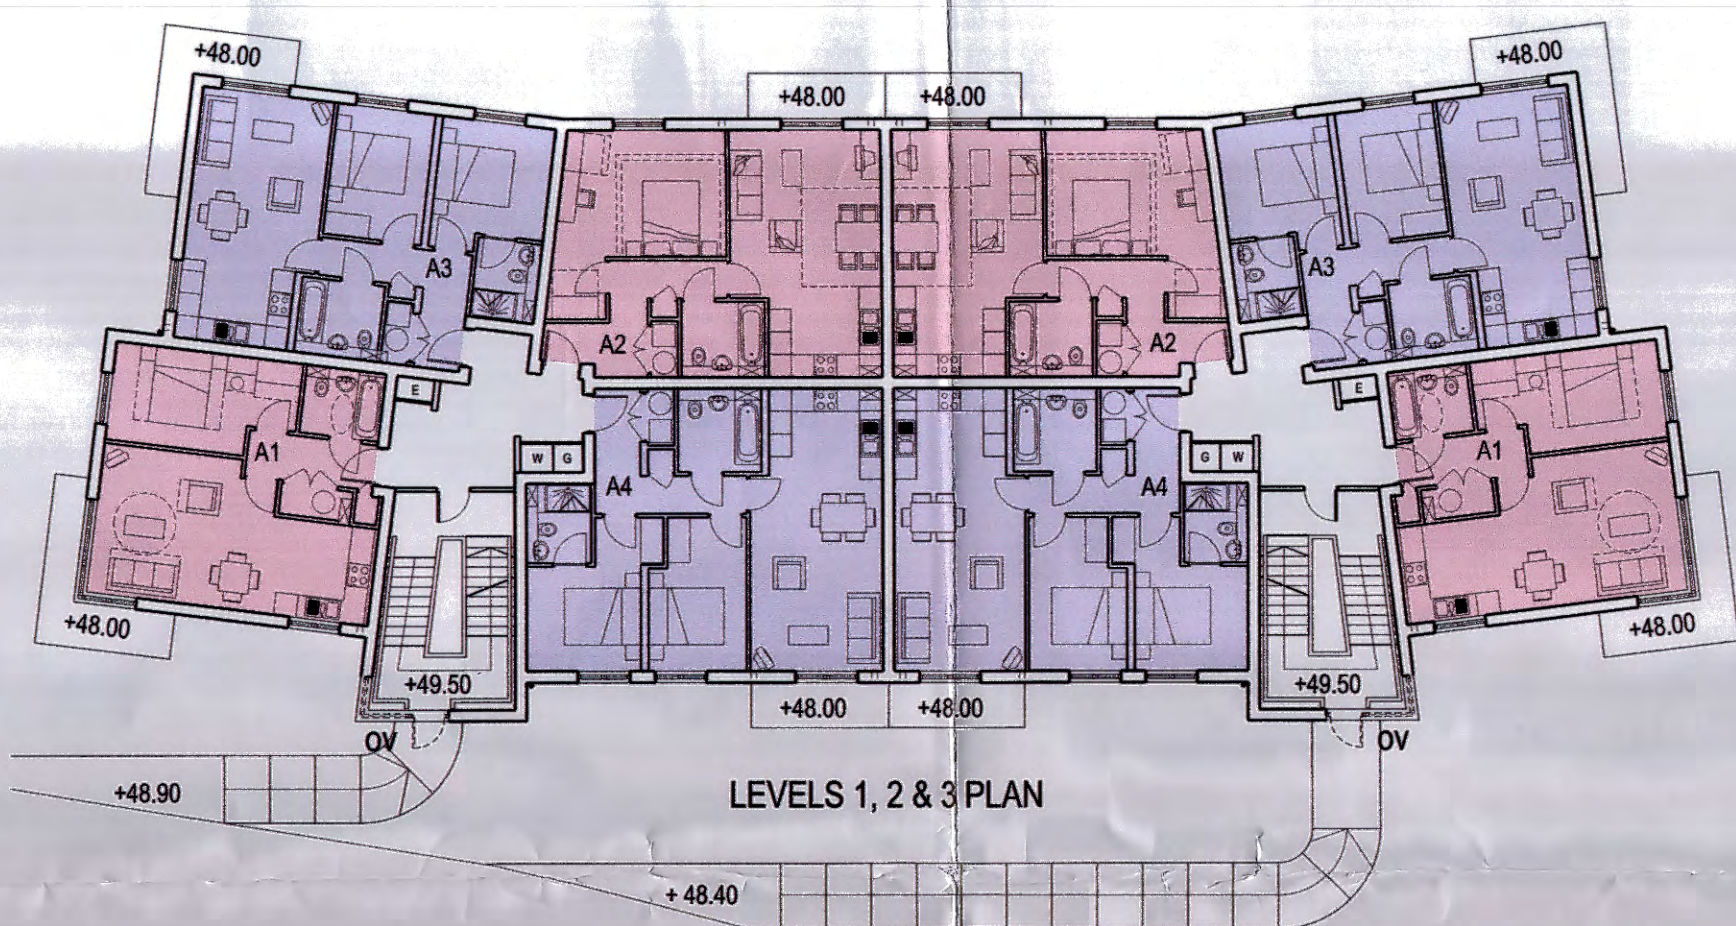 +48.00
+48.00
+48.00
+48.00
A3
A3
A2
A2
E
E
A1
A1
W G
G W
A4
A4
+48.00
+48.00
+49.50
+49.50
+48.00
+48.00
OV
OV
+48.90
LEVELS 1, 2 & 3 PLAN
+ 48.40